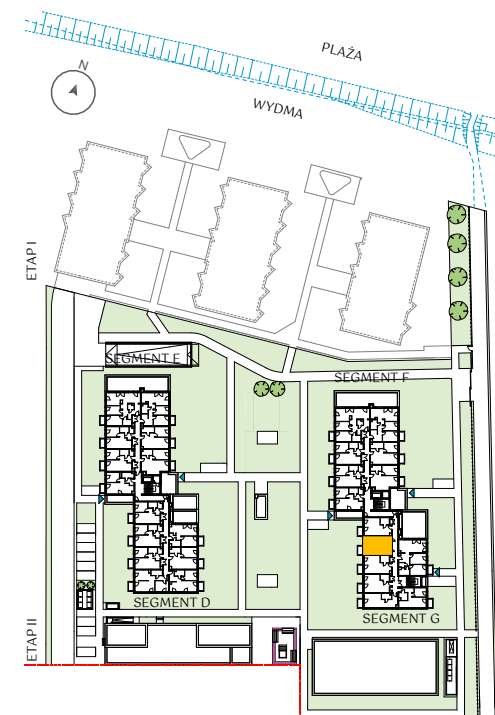 PLAŻA
WYDMA
N
ETAP I
SEGMENT E
SEGMENT F
SEGMENT D
SEGMENT G
ETAP II